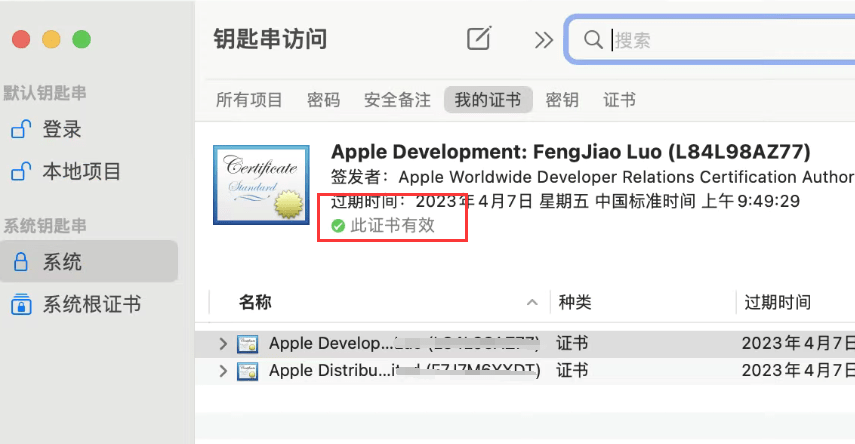 钥匙串访问
搜索
默认钥匙串
登录
本地项目
系统钥匙串
系统
系统根证书
所有项目 密码 安全备注 我的证书 密钥 证书
Certificate
Standard
Apple Development: FengJiao Luo (L84L98AZ77)
签发者: Apple Worldwide Developer Relations Certification Author
过期时间: 2023年4月7日 星期五 中国标准时间 上午9:49:29
此证书有效
名称 种类 过期时间
Apple Develop... 证书 2023年4月7日
Apple Distribu... 证书 2023年4月7日